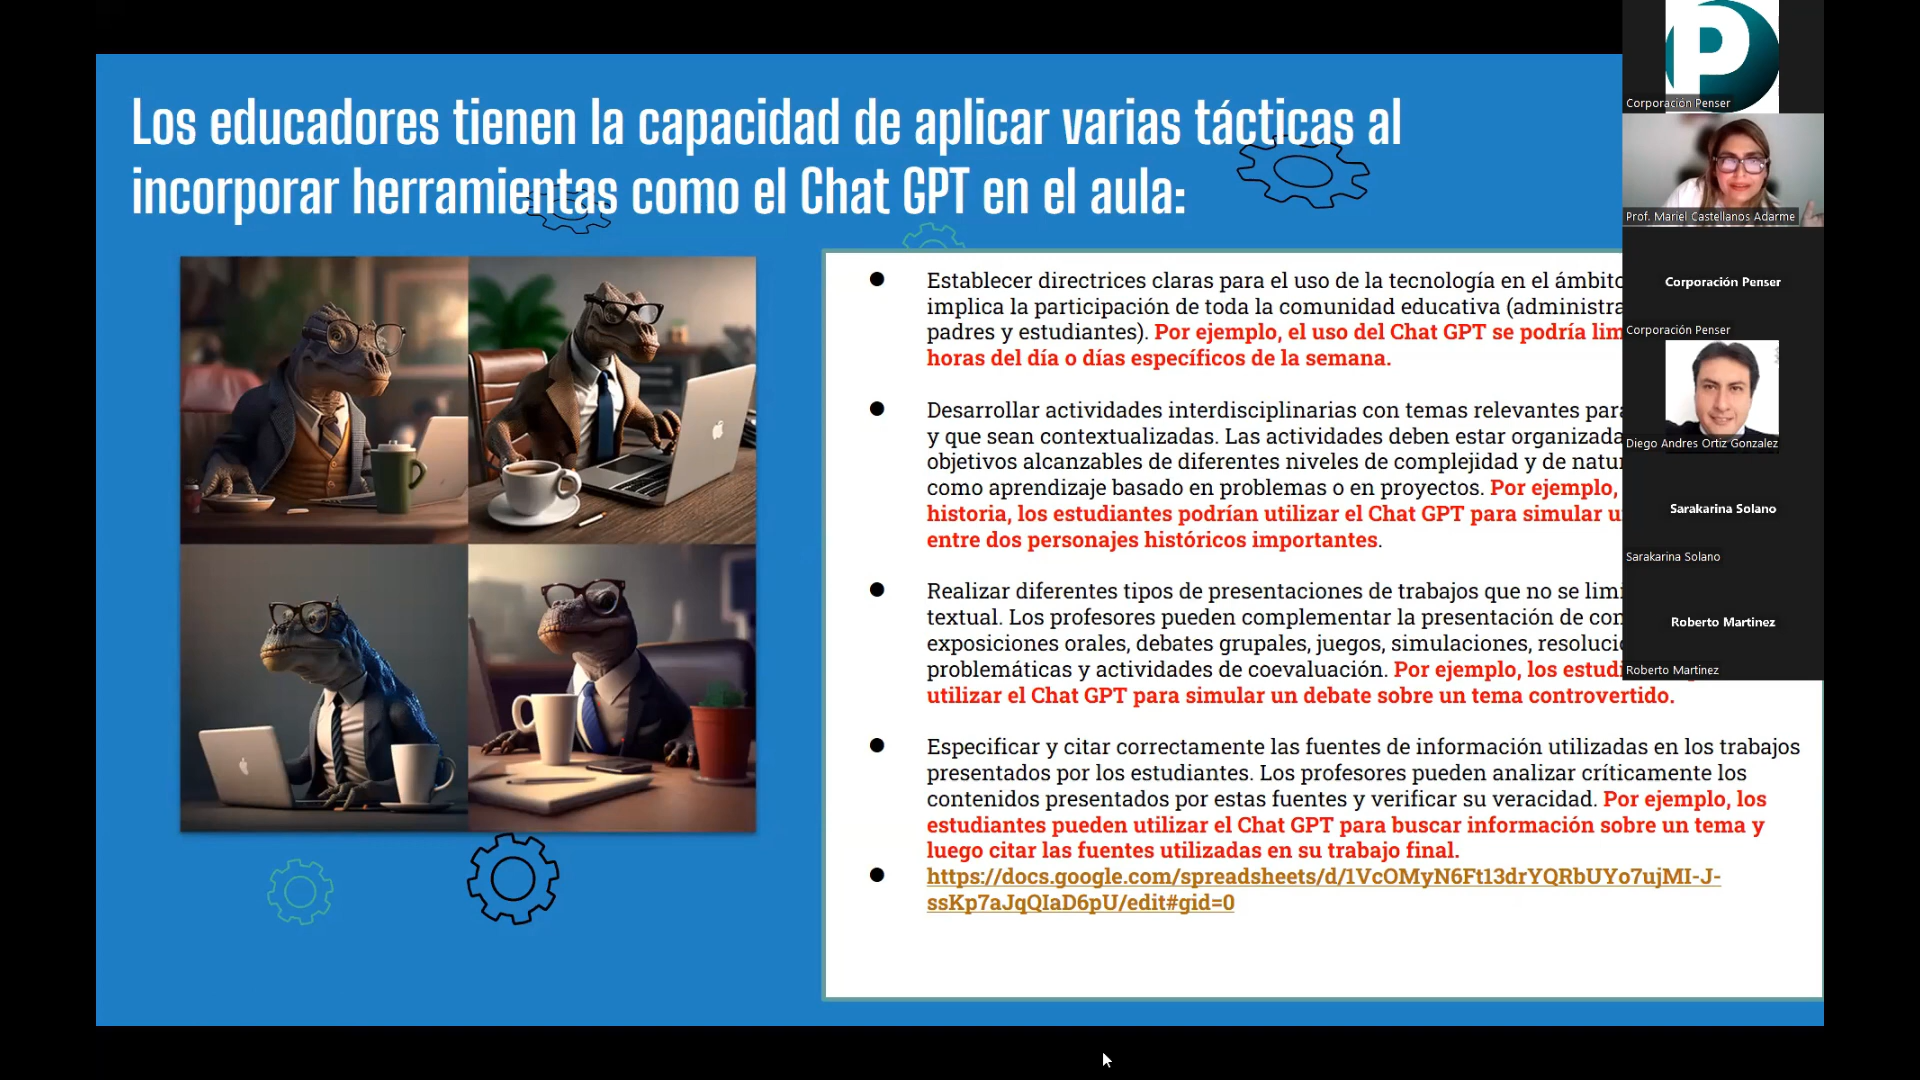 Los educadores tienen la capacidad de aplicar varias tácticas al
incorporar herramientas como el Chat GPT en el aula:
● Establecer directrices claras para el uso de la tecnología en el ámbito
implica la participación de toda la comunidad educativa (administra
padres y estudiantes). Por ejemplo, el uso del Chat GPT se podría lim
horas del día o días específicos de la semana.
● Desarrollar actividades interdisciplinarias con temas relevantes para
y que sean contextualizadas. Las actividades deben estar organizada
objetivos alcanzables de diferentes niveles de complejidad y de natur
como aprendizaje basado en problemas o en proyectos. Por ejemplo,
historia, los estudiantes podrían utilizar el Chat GPT para simular u
entre dos personajes históricos importantes.
● Realizar diferentes tipos de presentaciones de trabajos que no se limi
textual. Los profesores pueden complementar la presentación de con
exposiciones orales, debates grupales, juegos, simulaciones, resoluci
problemáticas y actividades de coevaluación. Por ejemplo, los estudi
utilizar el Chat GPT para simular un debate sobre un tema controvertido.
● Especificar y citar correctamente las fuentes de información utilizadas en los trabajos
presentados por los estudiantes. Los profesores pueden analizar críticamente los
contenidos presentados por estas fuentes y verificar su veracidad. Por ejemplo, los
estudiantes pueden utilizar el Chat GPT para buscar información sobre un tema y
luego citar las fuentes utilizadas en su trabajo final.
● https://docs.google.com/spreadsheets/d/1VcOMyN6Ft13drYQRbUYo7ujMI-J-
ssKp7aJqQIaD6pU/edit#gid=0
P
Corporación Penser
Prof. Mariel Castellanos Adarme
Corporación Penser
Corporación Penser
Diego Andres Ortiz Gonzalez
Sarakarina Solano
Sarakarina Solano
Roberto Martinez
Roberto Martinez